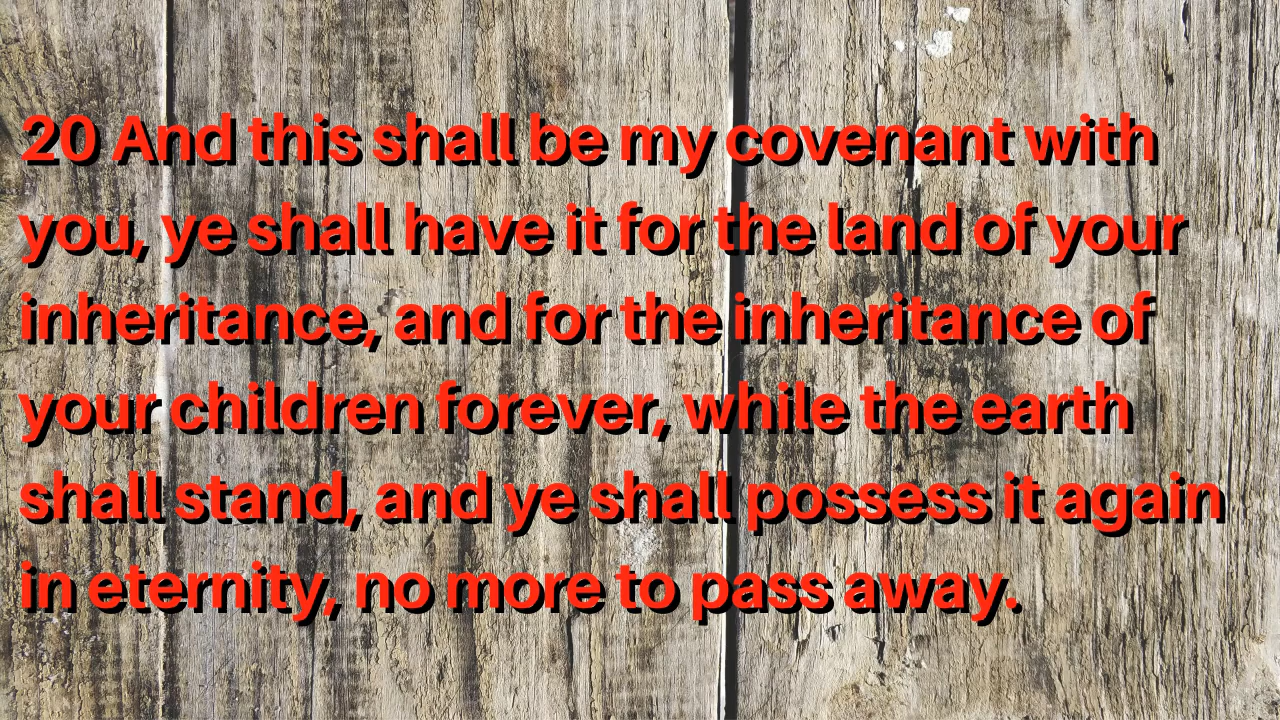 20 And this shall be my covenant with
you, ye shall have it for the land of your
inheritance, and for the inheritance of
your children forever, while the earth
shall stand, and ye shall possess it again
in eternity, no more to pass away.